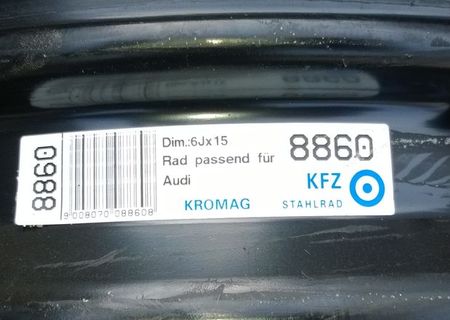 8860
9 008070 088608
Dim.:6Jx15
Rad passend für
Audi
KROMAG
8860
KFZ
STAHLRAD